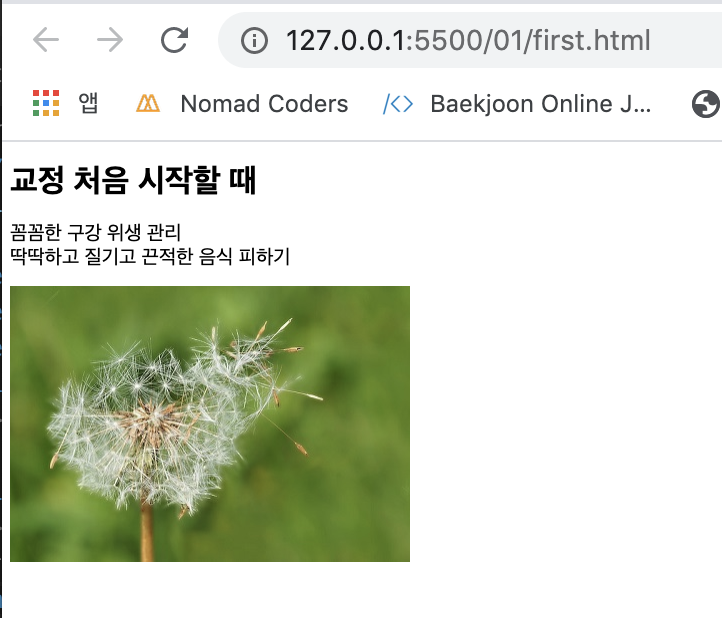 127.0.0.1:5500/01/first.html
앱 Nomad Coders Baekjoon Online J...
교정 처음 시작할 때
꼼꼼한 구강 위생 관리
딱딱하고 질기고 끈적한 음식 피하기